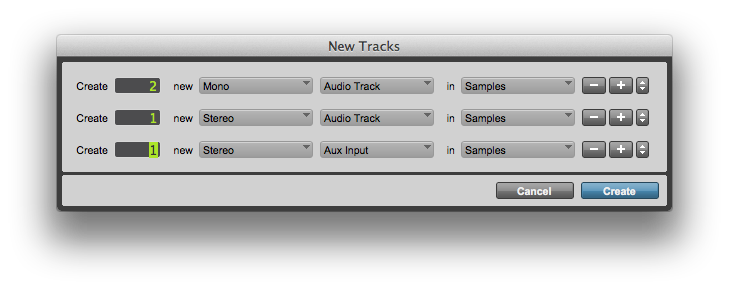 New Tracks
Create 2 new Mono Audio Track in Samples
Create 1 new Stereo Audio Track in Samples
Create 1 new Stereo Aux Input in Samples
Cancel Create